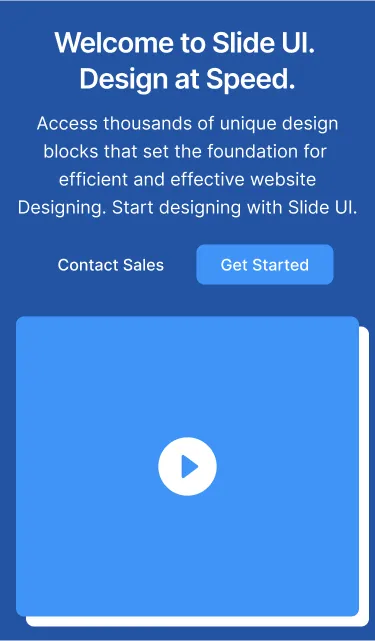 Welcome to Slide UI.
Design at Speed.
Access thousands of unique design
blocks that set the foundation for
efficient and effective website
Designing. Start designing with Slide UI.
Contact Sales
Get Started